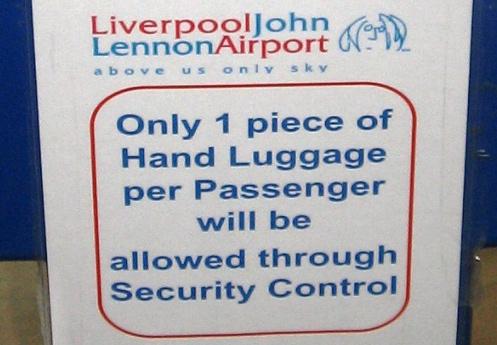 LiverpoolJohn
LennonAirport
above us only sky
Only 1 piece of
Hand Luggage
per Passenger
will be
allowed through
Security Control